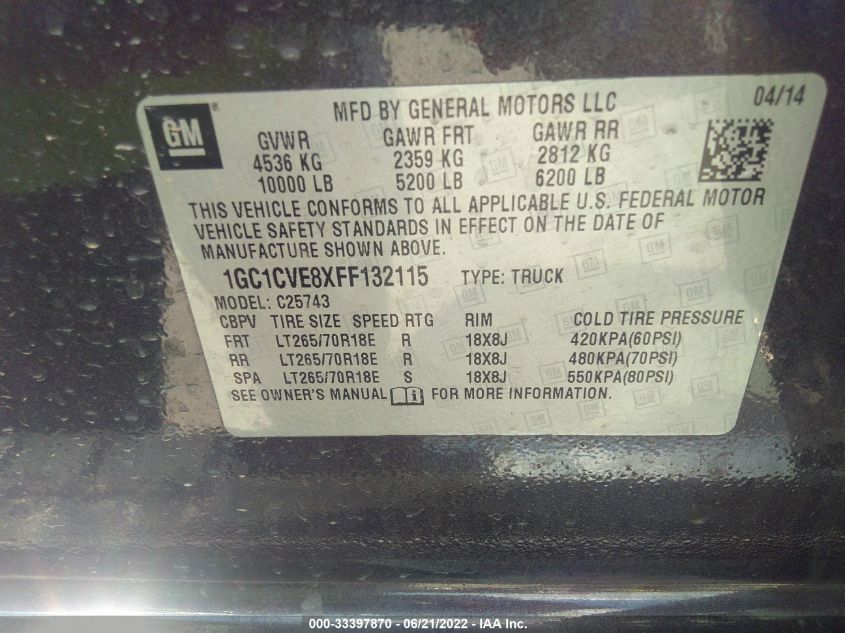 GM
MFD BY GENERAL MOTORS LLC 04/14
GVWR GAWR FRT GAWR RR
4536 KG 2359 KG 2812 KG
10000 LB 5200 LB 6200 LB
THIS VEHICLE CONFORMS TO ALL APPLICABLE U.S. FEDERAL MOTOR
VEHICLE SAFETY STANDARDS IN EFFECT ON THE DATE OF
MANUFACTURE SHOWN ABOVE.
1GC1CVE8XFF132115 TYPE: TRUCK
MODEL: C25743
CBPV TIRE SIZE SPEED RTG RIM COLD TIRE PRESSURE
FRT LT265/70R18E R 18X8J 420KPA(60PSI)
RR LT265/70R18E R 18X8J 480KPA(70PSI)
SPA LT265/70R18E S 18X8J 550KPA(80PSI)
SEE OWNER'S MANUAL FOR MORE INFORMATION.
000-33397870 - 06/21/2022 - IAA Inc.